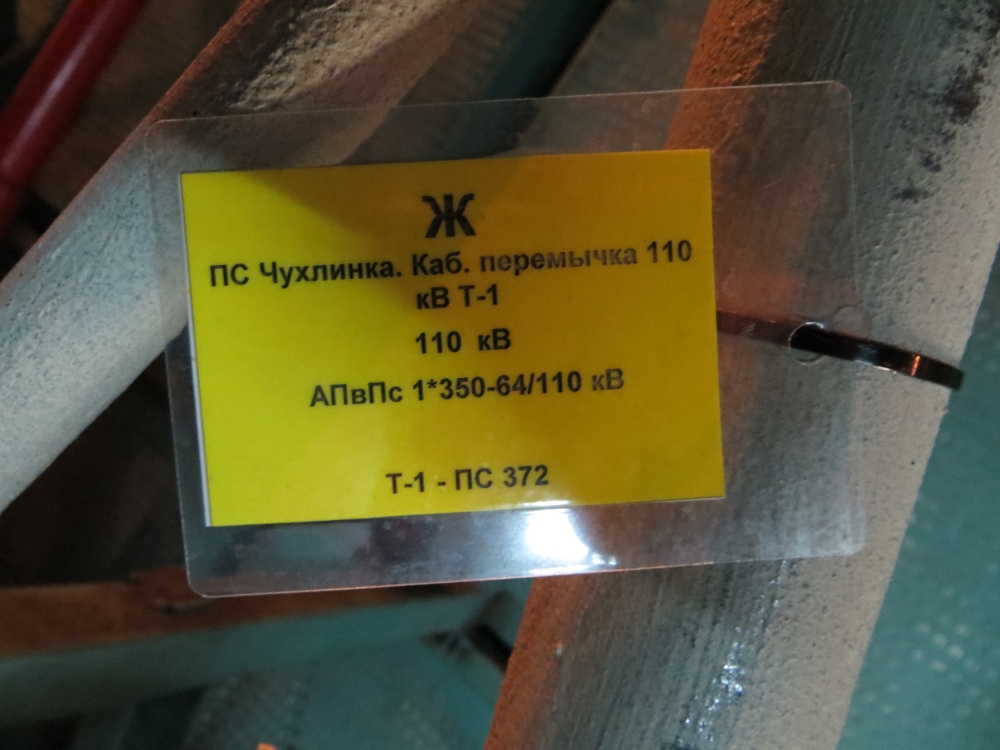 Ж
ПС Чухлинка. Каб. перемычка 110
кВ Т-1
110 кВ
АПвПс 1*350-64/110 кВ
Т-1 - ПС 372